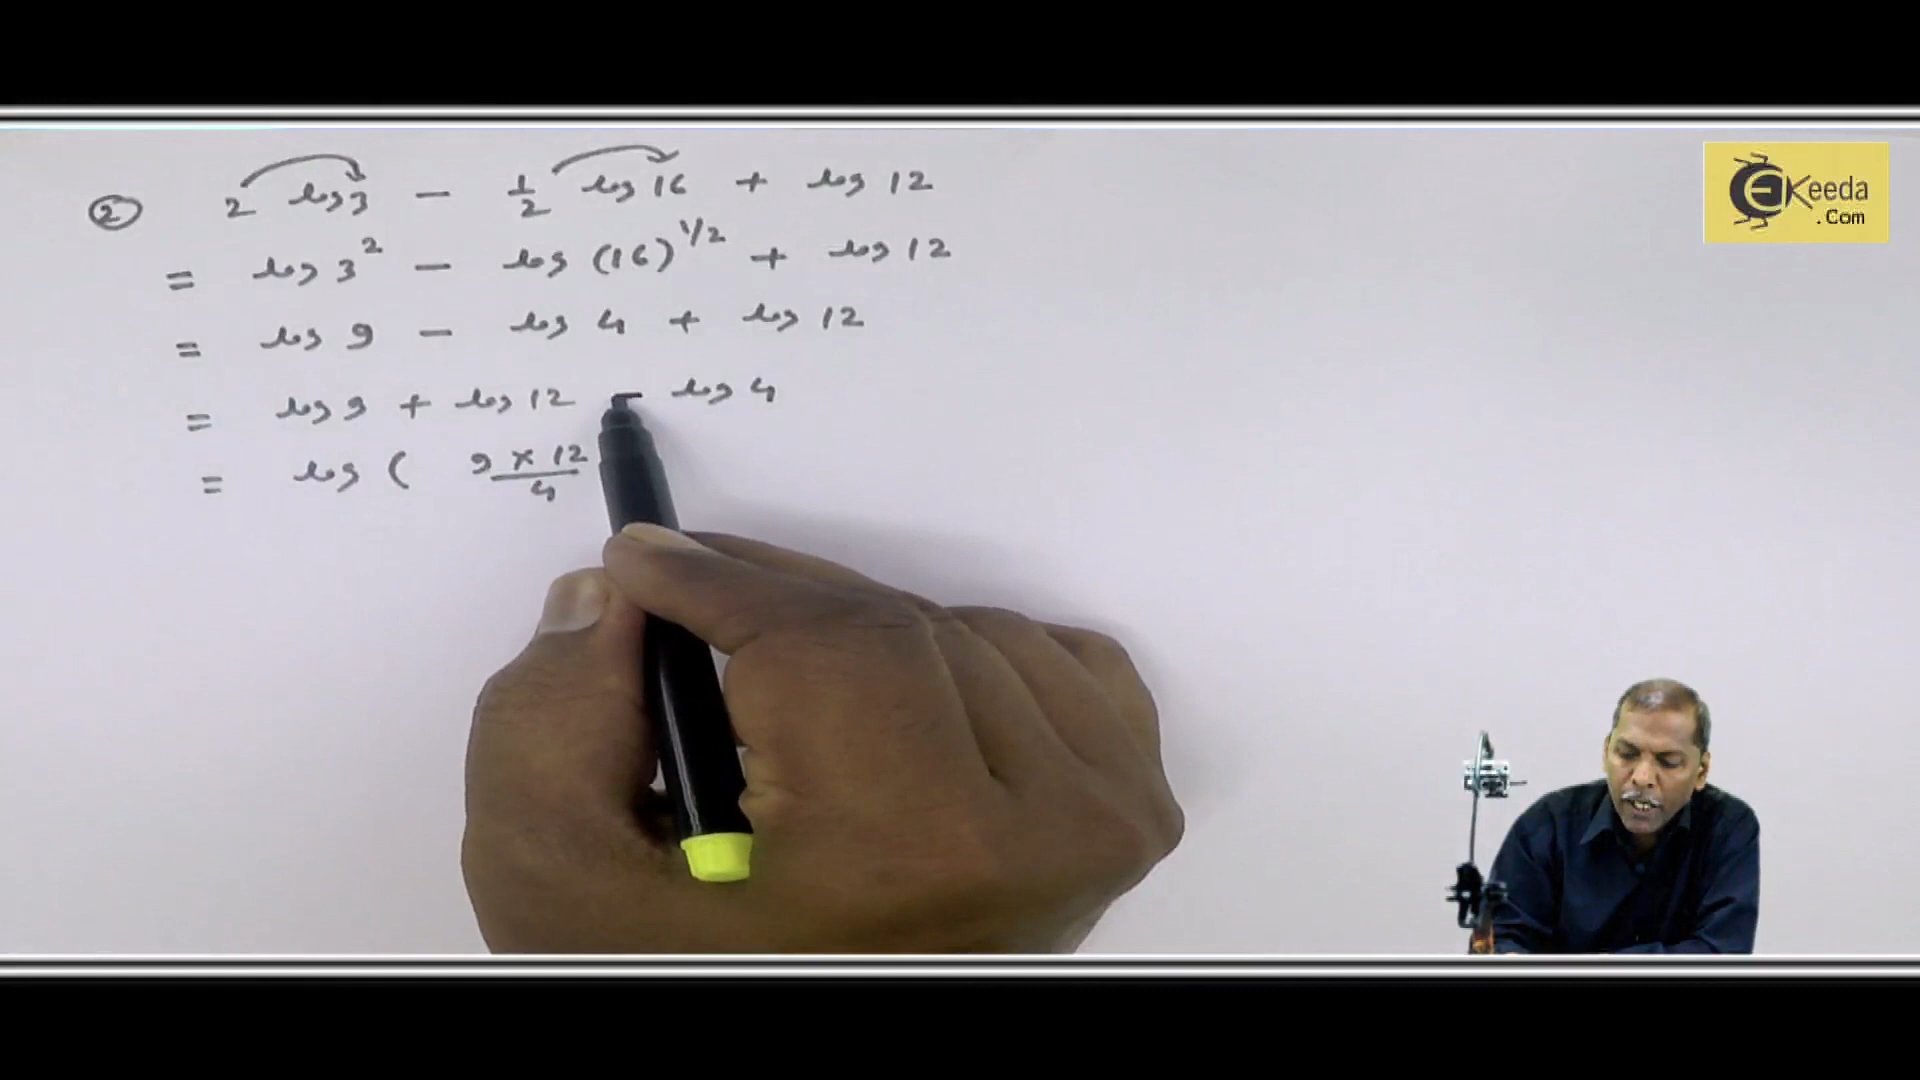 ② 2 log 3 - 1/2 log 16 + log 12
= log 3² - log (16)^1/2 + log 12
= log 9 - log 4 + log 12
= log 9 + log 12 - log 4
= log ( 9 × 12 / 4
EKeeda
.Com